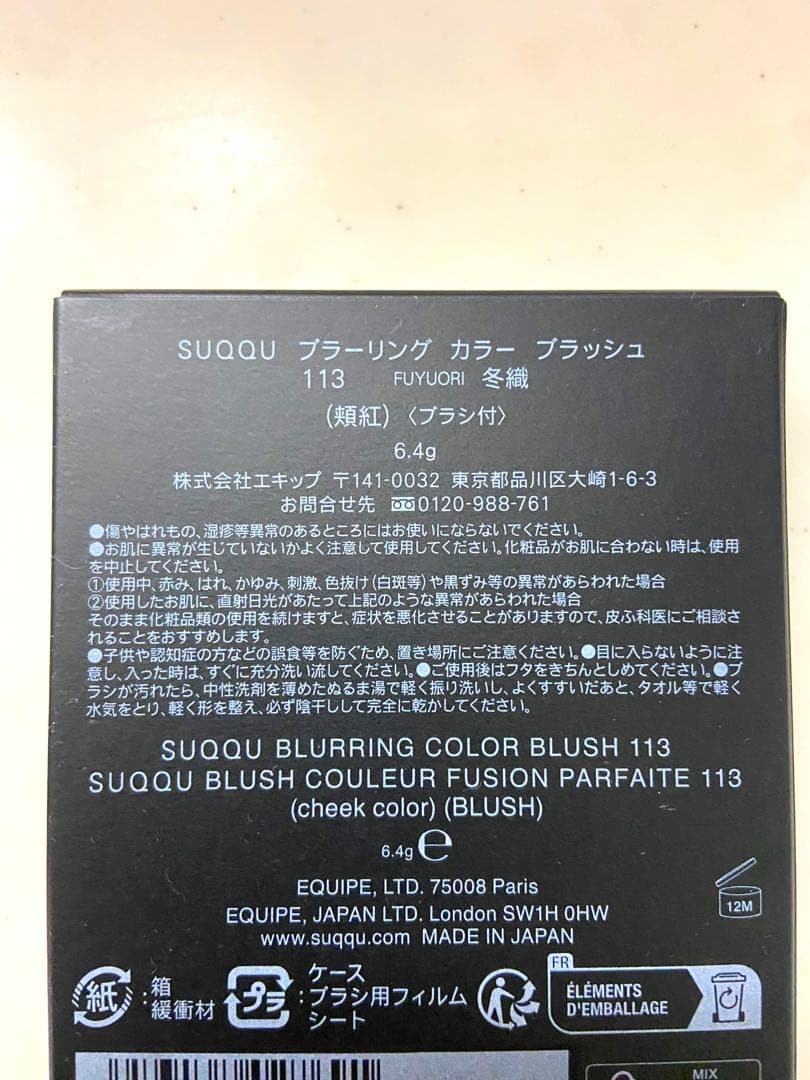 SUQQU ブラーリング カラー ブラッシュ
113 FUYUORI 冬織
(頬紅)〈ブラシ付〉
6.4g
株式会社エキップ 〒141-0032 東京都品川区大崎1-6-3
お問合せ先 0120-988-761
●傷やはれもの、湿疹等異常のあるところにはお使いにならないでください。
●お肌に異常が生じていないかよく注意して使用してください。化粧品がお肌に合わない時は、使用
を中止してください。
①使用中、赤み、はれ、かゆみ、刺激、色抜け(白斑等)や黒ずみ等の異常があらわれた場合
②使用したお肌に、直射日光があたって上記のような異常があらわれた場合
そのまま化粧品類の使用を続けますと、症状を悪化させることがありますので、皮ふ科医にご相談さ
れることをおすすめします。
●子供や認知症の方などの誤食等を防ぐため、置き場所にご注意ください。●目に入らないように注
意し、入った時は、すぐに充分洗い流してください。●ご使用後はフタをきちんとしめてください。●ブ
ラシが汚れたら、中性洗剤を薄めたぬるま湯で軽く振り洗いし、よくすすいだあと、タオル等で軽く
水気をとり、軽く形を整え、必ず陰干しして完全に乾かしてください。
SUQQU BLURRING COLOR BLUSH 113
SUQQU BLUSH COULEUR FUSION PARFAITE 113
(cheek color) (BLUSH)
6.4g ℮
EQUIPE, LTD. 75008 Paris
12M
EQUIPE, JAPAN LTD. London SW1H 0HW
www.suqqu.com MADE IN JAPAN
紙:箱
緩衝材
プラ:ケース
ブラシ用フィルム
シート
FR
ÉLÉMENTS
D'EMBALLAGE
MIX